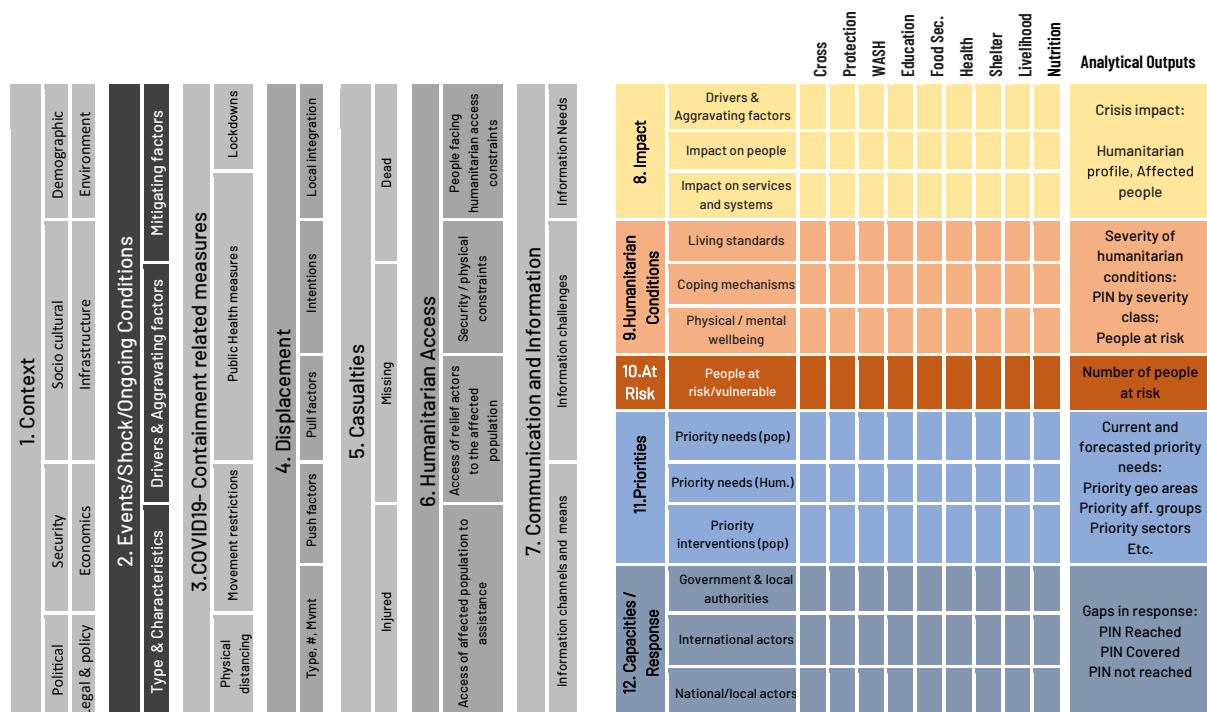 1. Context
Political
Security
Socio cultural
Demographic
Legal & policy
Economics
Infrastructure
Environment
2. Events/Shock/Ongoing Conditions
Type & Characteristics
Drivers & Aggravating factors
Mitigating factors
3.COVID19- Containment related measures
Physical
distancing
Movement restrictions
Public Health measures
Lockdowns
4. Displacement
Type, #, Mvmt
Push factors
Pull factors
Intentions
Local integration
5. Casualties
Injured
Missing
Dead
6. Humanitarian Access
Access of affected population to
assistance
Access of relief actors
to the affected
population
Security / physical
constraints
People facing
humanitarian access
constraints
7. Communication and Information
Information channels and means
Information challenges
Information Needs
Cross
Protection
WASH
Education
Food Sec.
Health
Shelter
Livelihood
Nutrition
Analytical Outputs
8. Impact
Drivers &
Aggravating factors
Impact on people
Impact on services
and systems
Crisis impact:
Humanitarian
profile, Affected
people
9.Humanitarian
Conditions
Living standards
Coping mechanisms
Physical / mental
wellbeing
Severity of
humanitarian
conditions:
PIN by severity
class;
People at risk
10.At
Risk
People at
risk/vulnerable
Number of people
at risk
11.Priorities
Priority needs (pop)
Priority needs (Hum.)
Priority
interventions (pop)
Current and
forecasted priority
needs:
Priority geo areas
Priority aff. groups
Priority sectors
Etc.
12. Capacities /
Response
Government & local
authorities
International actors
National/local actors
Gaps in response:
PIN Reached
PIN Covered
PIN not reached